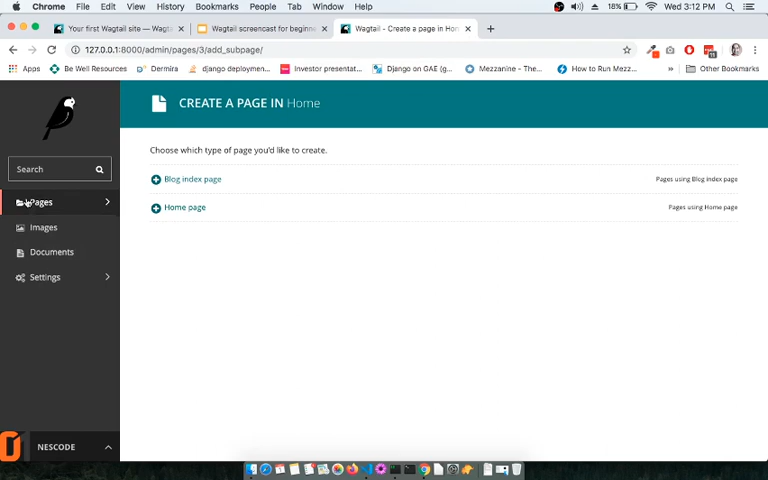 Chrome File Edit View History Bookmarks People Tab Window Help 18% Wed 3:12 PM
Your first Wagtail site — Wagta Wagtail screencast for beginne Wagtail - Create a page in Hom
127.0.0.1:8000/admin/pages/3/add_subpage/
Apps Be Well Resources Dermira django deploymen... Investor presentat... Django on GAE (g... Mezzanine - The... How to Run Mezz... » Other Bookmarks
CREATE A PAGE IN Home
Choose which type of page you'd like to create.
Search
Blog index page Pages using Blog index page
Pages
Home page Pages using Home page
Images
Documents
Settings
NESCODE